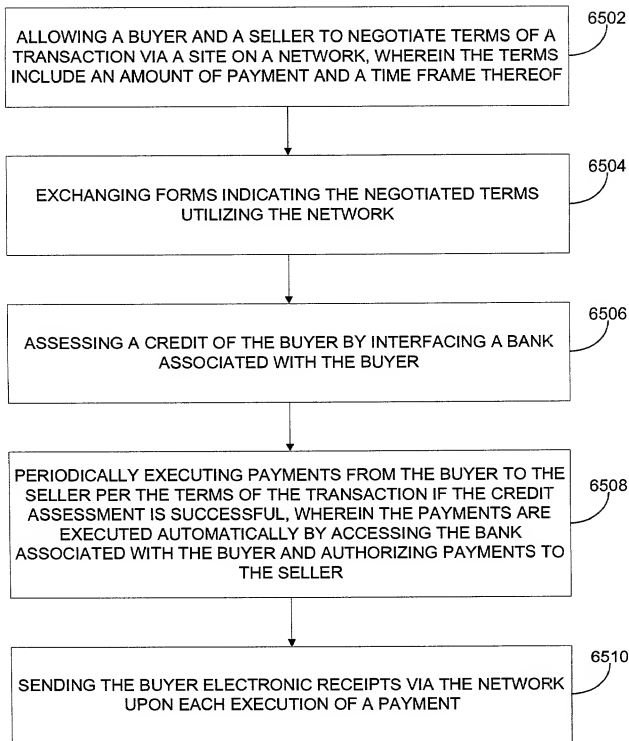 6502
ALLOWING A BUYER AND A SELLER TO NEGOTIATE TERMS OF A
TRANSACTION VIA A SITE ON A NETWORK, WHEREIN THE TERMS
INCLUDE AN AMOUNT OF PAYMENT AND A TIME FRAME THEREOF
6504
EXCHANGING FORMS INDICATING THE NEGOTIATED TERMS
UTILIZING THE NETWORK
6506
ASSESSING A CREDIT OF THE BUYER BY INTERFACING A BANK
ASSOCIATED WITH THE BUYER
6508
PERIODICALLY EXECUTING PAYMENTS FROM THE BUYER TO THE
SELLER PER THE TERMS OF THE TRANSACTION IF THE CREDIT
ASSESSMENT IS SUCCESSFUL, WHEREIN THE PAYMENTS ARE
EXECUTED AUTOMATICALLY BY ACCESSING THE BANK
ASSOCIATED WITH THE BUYER AND AUTHORIZING PAYMENTS TO
THE SELLER
6510
SENDING THE BUYER ELECTRONIC RECEIPTS VIA THE NETWORK
UPON EACH EXECUTION OF A PAYMENT